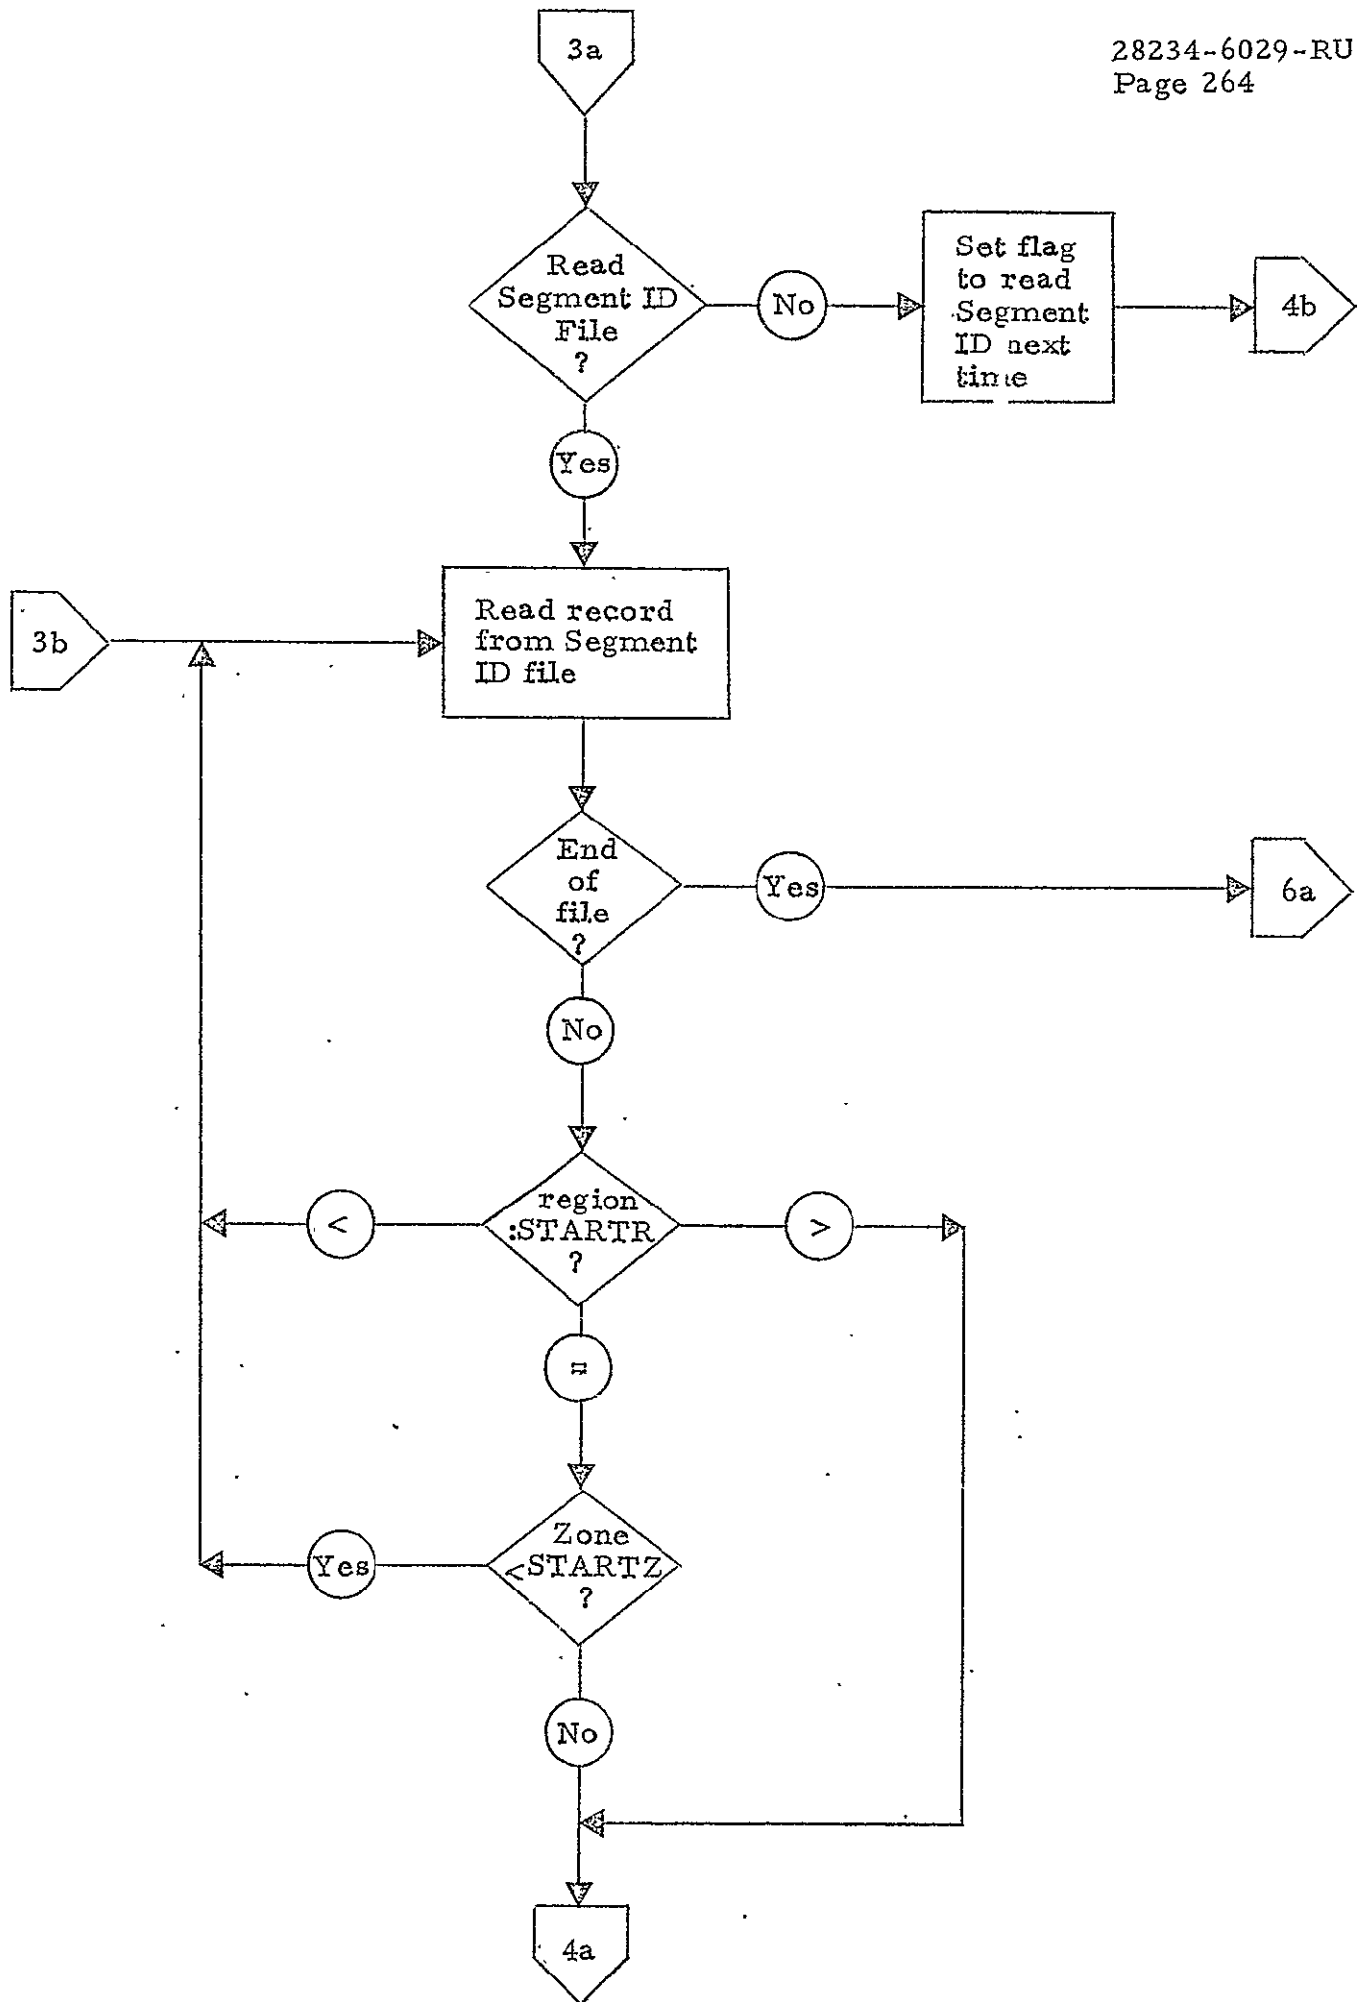 28234-6029-RU
Page 264
3a
Read
Segment ID
File
?
No
Set flag
to read
Segment
ID next
time
4b
Yes
3b
Read record
from Segment
ID file
End
of
file
?
Yes
6a
No
region
:STARTR
?
<
>
=
Zone
<STARTZ
?
Yes
No
4a